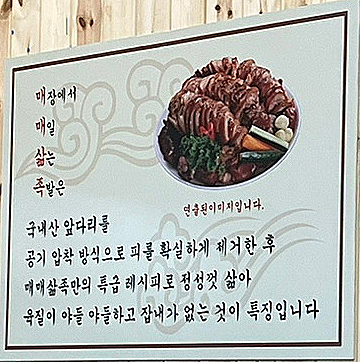 매장에서
매일
삶는
족발은
연출된이미지입니다.
국내산 앞다리를
공기 압착 방식으로 피를 확실하게 제거한 후
매매삶족만의 특급 레시피로 정성껏 삶아
육질이 야들 야들하고 잡내가 없는 것이 특징입니다